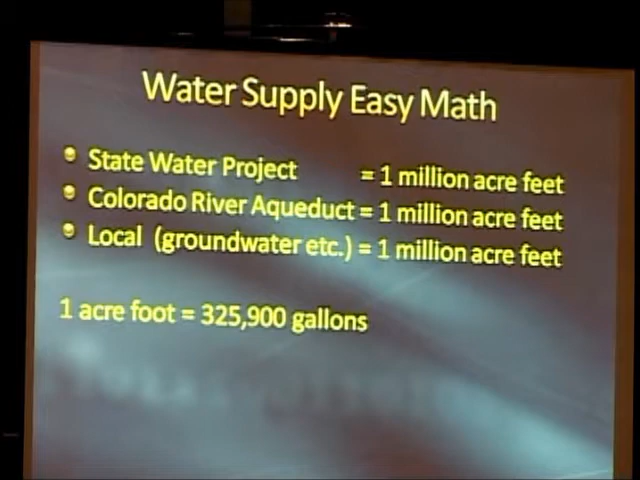 Water Supply Easy Math
State Water Project = 1 million acre feet
Colorado River Aqueduct = 1 million acre feet
Local (groundwater etc.) = 1 million acre feet
1 acre foot = 325,900 gallons